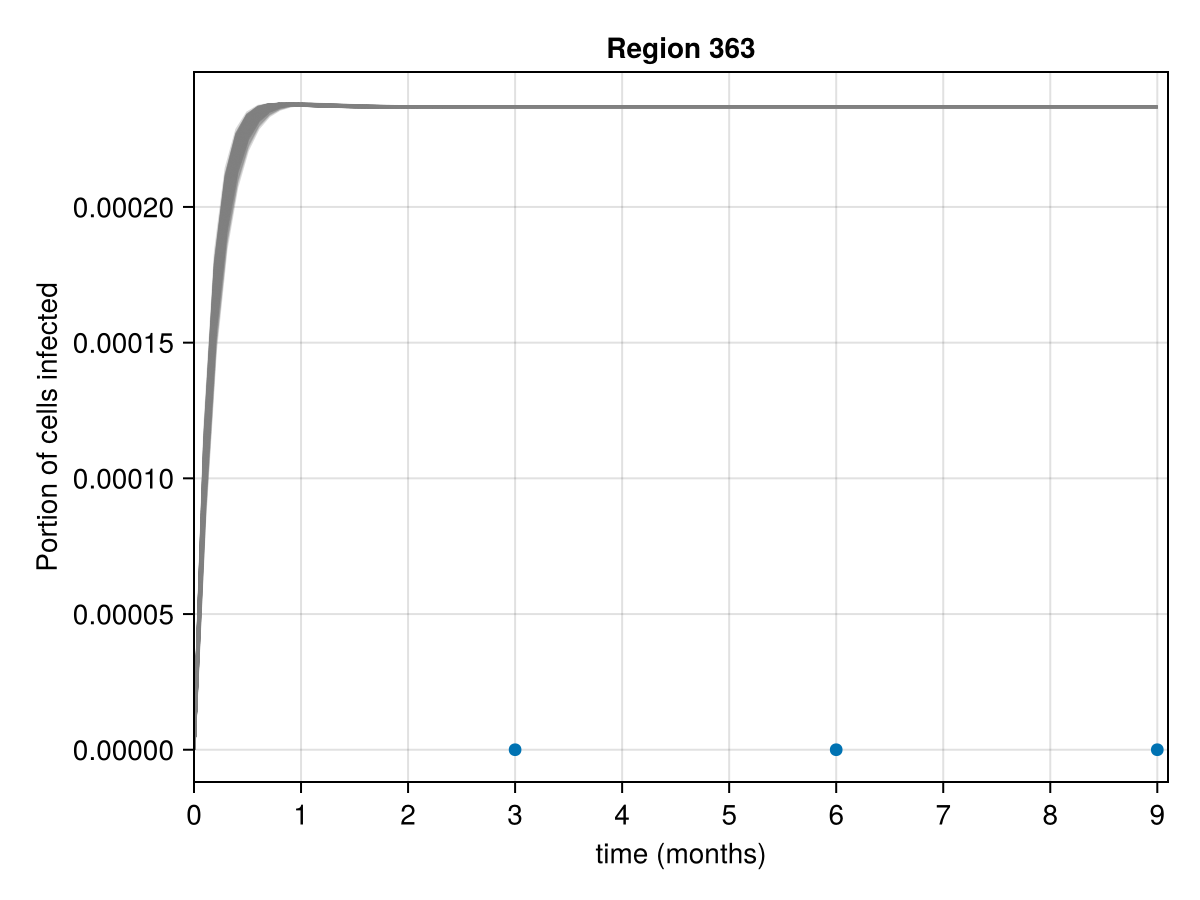 Region 363
Portion of cells infected
0.00020
0.00015
0.00010
0.00005
0.00000
0 1 2 3 4 5 6 7 8 9
time (months)